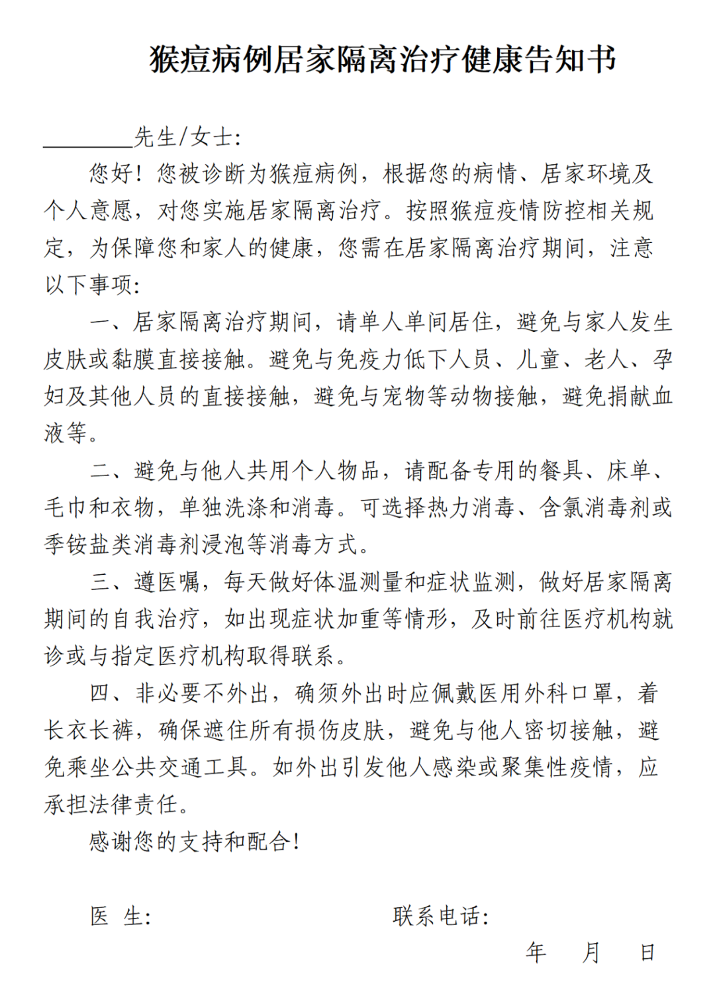 猴痘病例居家隔离治疗健康告知书
________先生/女士：
您好！您被诊断为猴痘病例，根据您的病情、居家环境及
个人意愿，对您实施居家隔离治疗。按照猴痘疫情防控相关规
定，为保障您和家人的健康，您需在居家隔离治疗期间，注意
以下事项：
一、居家隔离治疗期间，请单人单间居住，避免与家人发生
皮肤或黏膜直接接触。避免与免疫力低下人员、儿童、老人、孕
妇及其他人员的直接接触，避免与宠物等动物接触，避免捐献血
液等。
二、避免与他人共用个人物品，请配备专用的餐具、床单、
毛巾和衣物，单独洗涤和消毒。可选择热力消毒、含氯消毒剂或
季铵盐类消毒剂浸泡等消毒方式。
三、遵医嘱，每天做好体温测量和症状监测，做好居家隔离
期间的自我治疗，如出现症状加重等情形，及时前往医疗机构就
诊或与指定医疗机构取得联系。
四、非必要不外出，确须外出时应佩戴医用外科口罩，着
长衣长裤，确保遮住所有损伤皮肤，避免与他人密切接触，避
免乘坐公共交通工具。如外出引发他人感染或聚集性疫情，应
承担法律责任。
感谢您的支持和配合！
医 生： 联系电话：
年 月 日